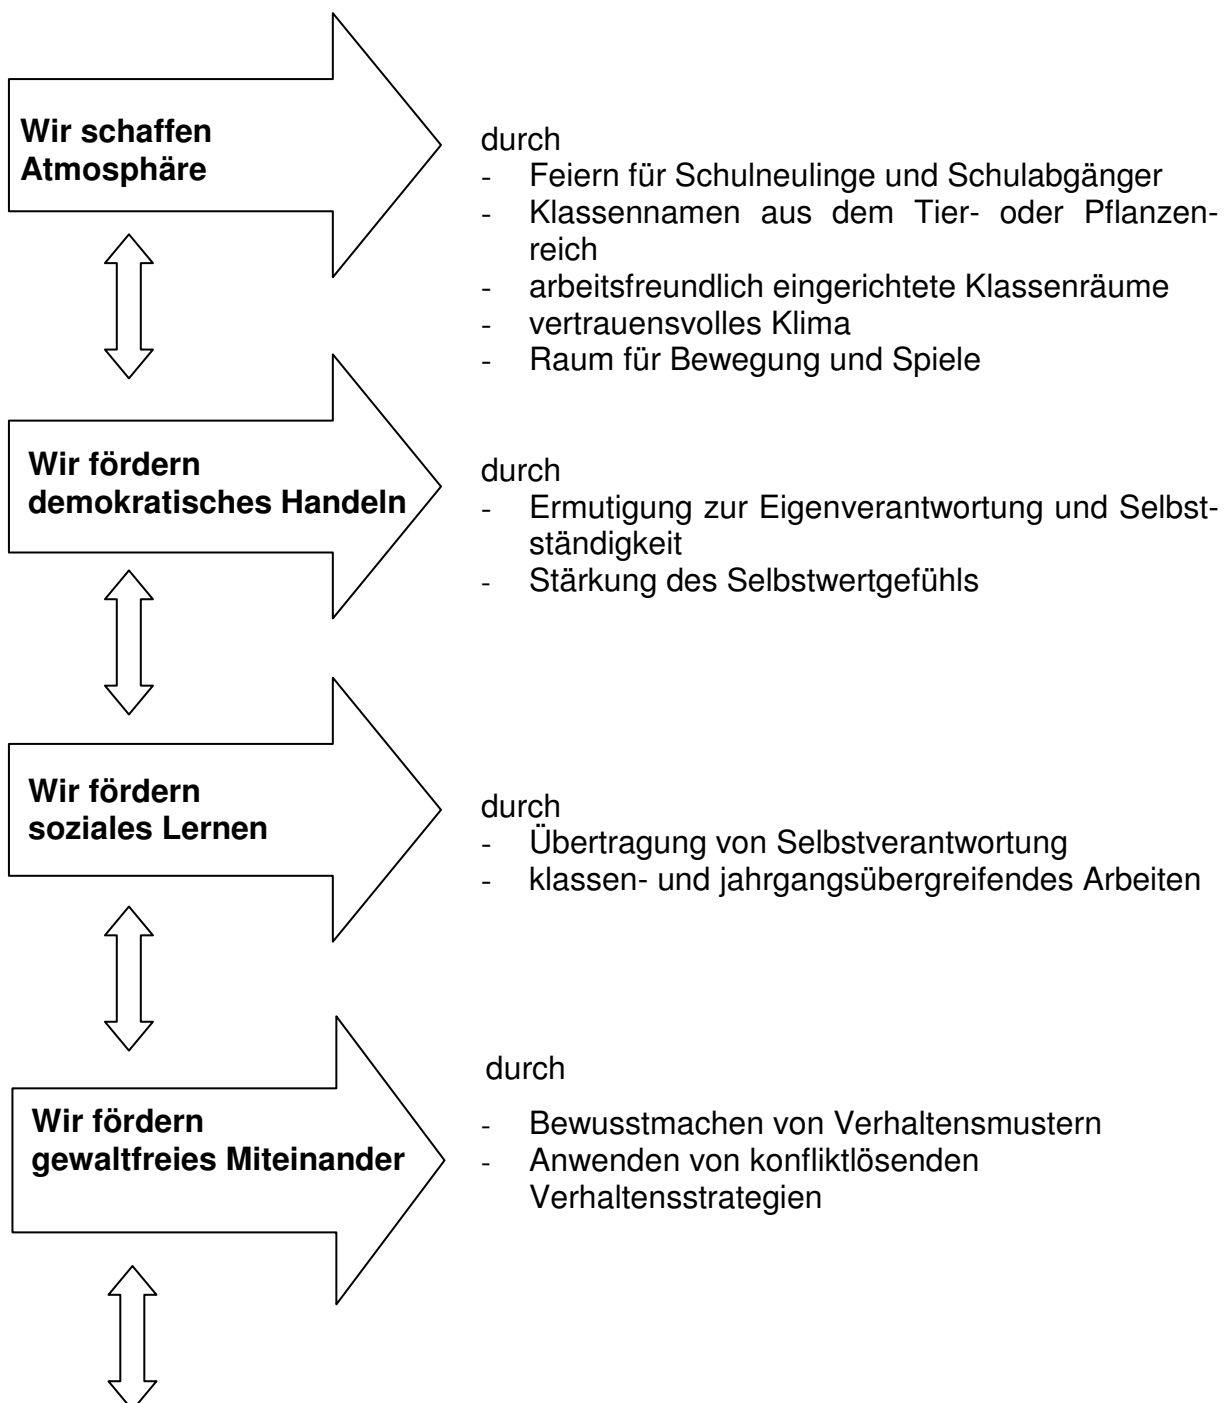 Wir schaffen
Atmosphäre
durch
- Feiern für Schulneulinge und Schulabgänger
- Klassennamen aus dem Tier- oder Pflanzen-
reich
- arbeitsfreundlich eingerichtete Klassenräume
- vertrauensvolles Klima
- Raum für Bewegung und Spiele
Wir fördern
demokratisches Handeln
durch
- Ermutigung zur Eigenverantwortung und Selbst-
ständigkeit
- Stärkung des Selbstwertgefühls
Wir fördern
soziales Lernen
durch
- Übertragung von Selbstverantwortung
- klassen- und jahrgangsübergreifendes Arbeiten
Wir fördern
gewaltfreies Miteinander
durch
- Bewusstmachen von Verhaltensmustern
- Anwenden von konfliktlösenden
Verhaltensstrategien